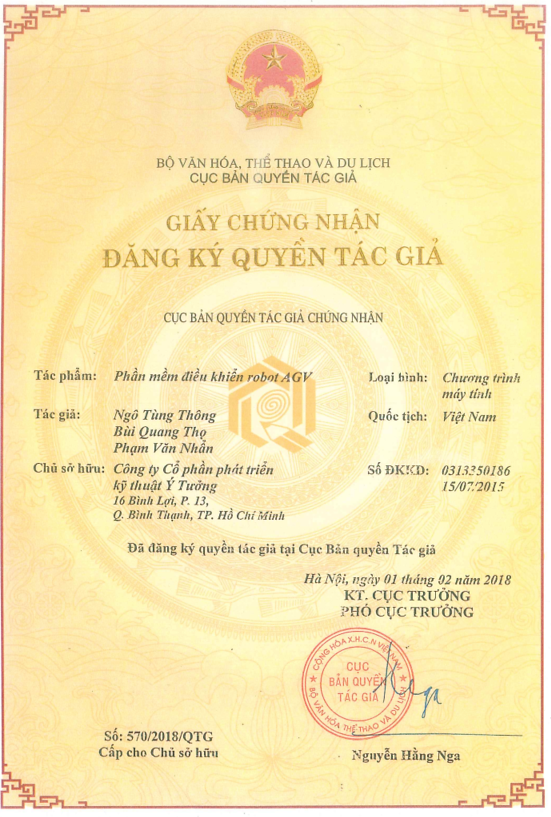 BỘ VĂN HÓA, THỂ THAO VÀ DU LỊCH
CỤC BẢN QUYỀN TÁC GIẢ
GIẤY CHỨNG NHẬN
ĐĂNG KÝ QUYỀN TÁC GIẢ
CỤC BẢN QUYỀN TÁC GIẢ CHỨNG NHẬN
Tác phẩm: Phần mềm điều khiển robot AGV Loại hình: Chương trình
máy tính
Tác giả: Ngô Tùng Thông Quốc tịch: Việt Nam
Bùi Quang Thọ
Phạm Văn Nhẫn
Chủ sở hữu: Công ty Cổ phần phát triển Số ĐKKD: 0313350186
kỹ thuật Ý Tưởng 15/07/2015
16 Bình Lợi, P. 13,
Q. Bình Thạnh, TP. Hồ Chí Minh
Đã đăng ký quyền tác giả tại Cục Bản quyền Tác giả
Hà Nội, ngày 01 tháng 02 năm 2018
KT. CỤC TRƯỞNG
PHÓ CỤC TRƯỞNG
CỘNG HÒA X.H.C.N VIỆT NAM
CỤC
BẢN QUYỀN
TÁC GIẢ
BỘ VĂN HÓA THỂ THAO VÀ DU LỊCH
Nga
Số: 570/2018/QTG
Cấp cho Chủ sở hữu
Nguyễn Hằng Nga